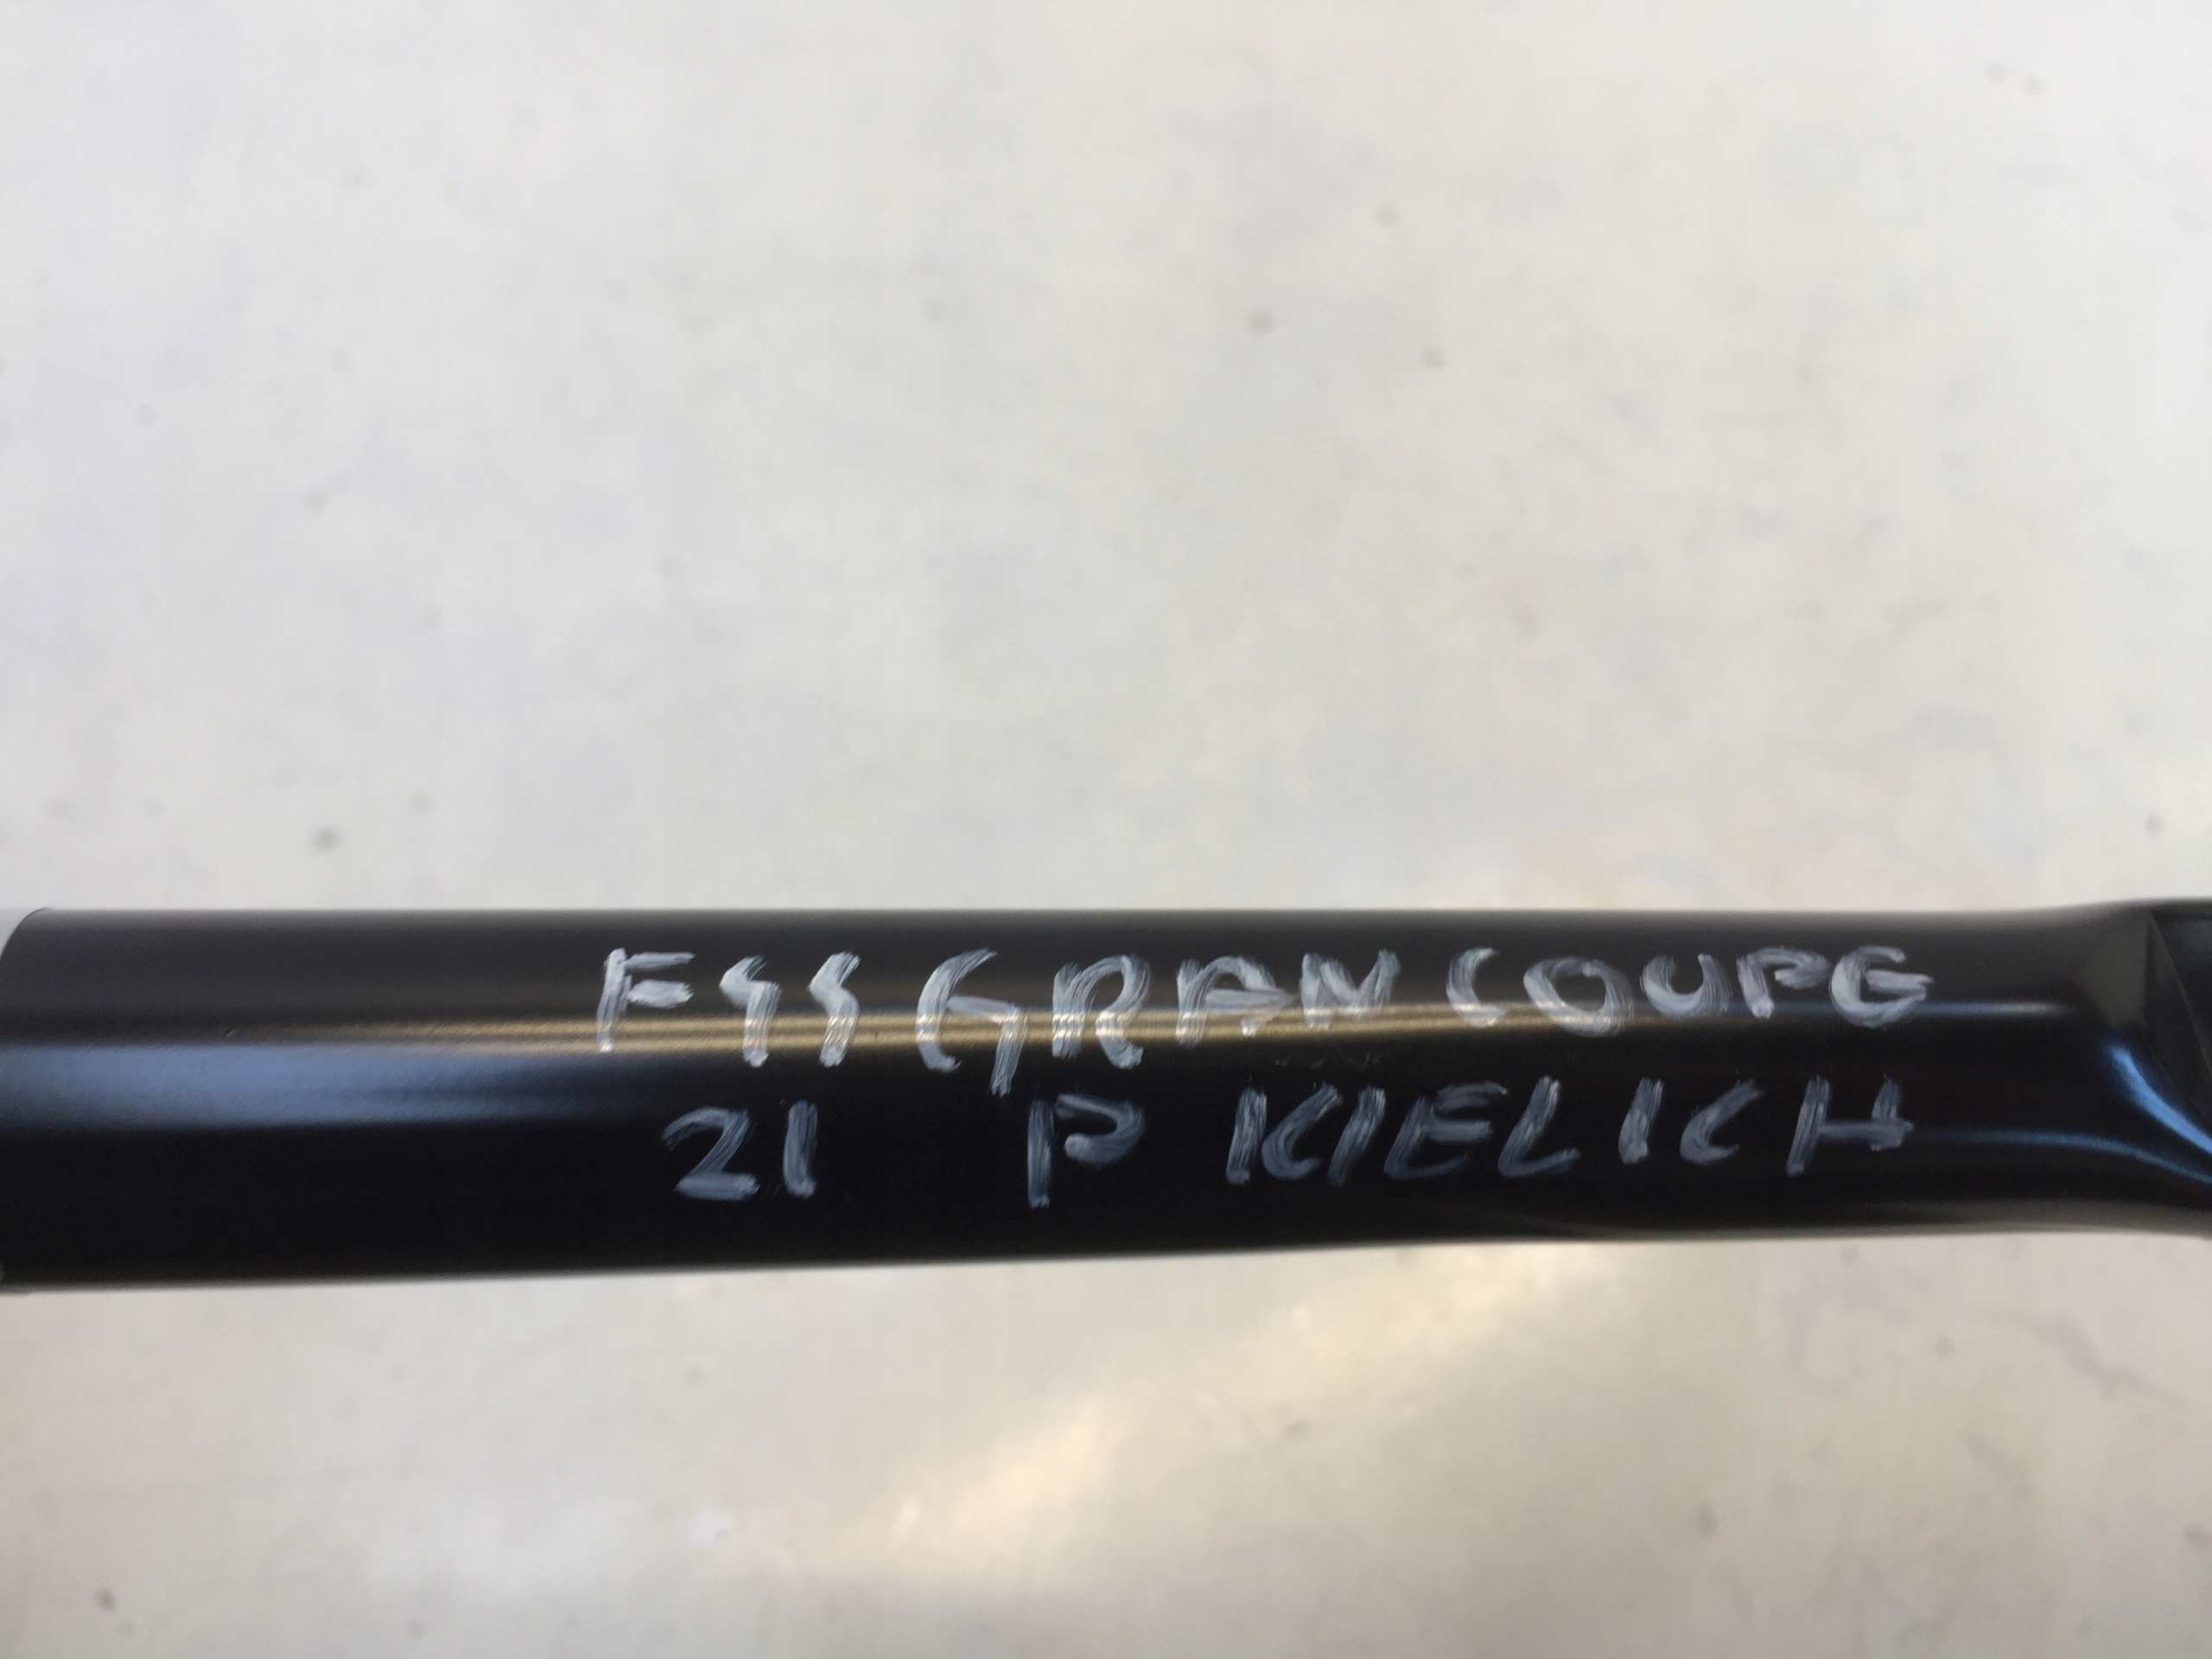 F44 GRAN COUPE
21 P KIELICH